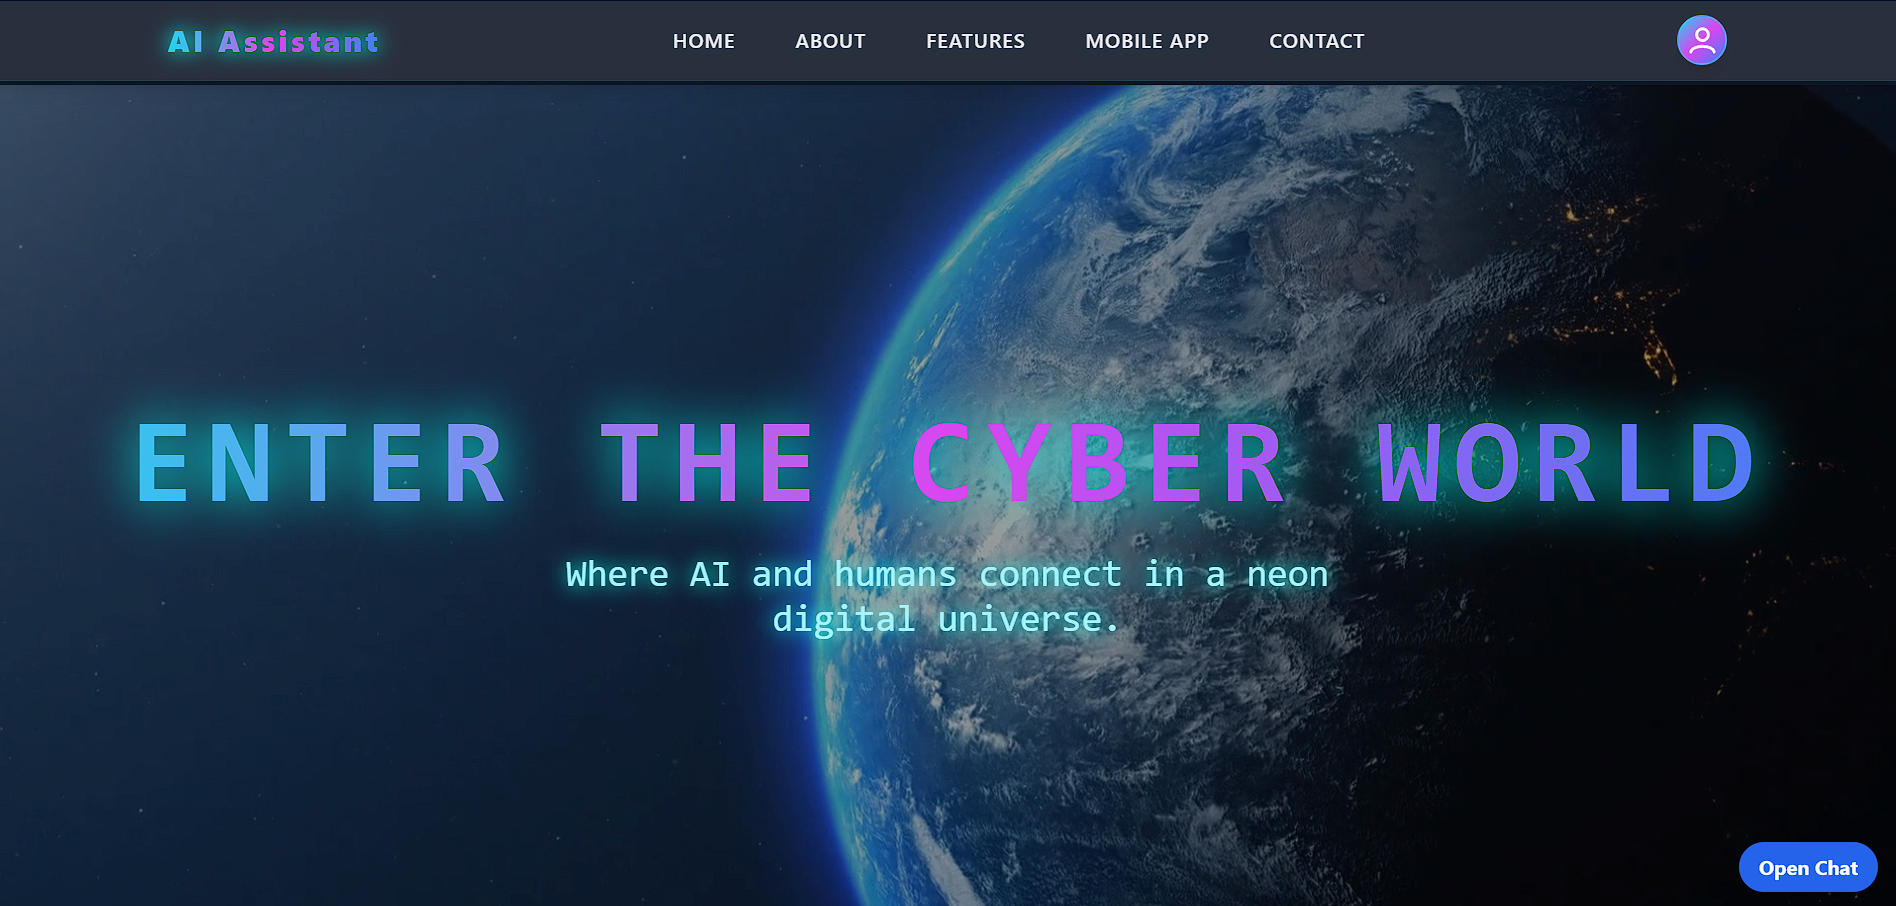 AI Assistant
HOME
ABOUT
FEATURES
MOBILE APP
CONTACT
ENTER THE CYBER WORLD
Where AI and humans connect in a neon
digital universe.
Open Chat